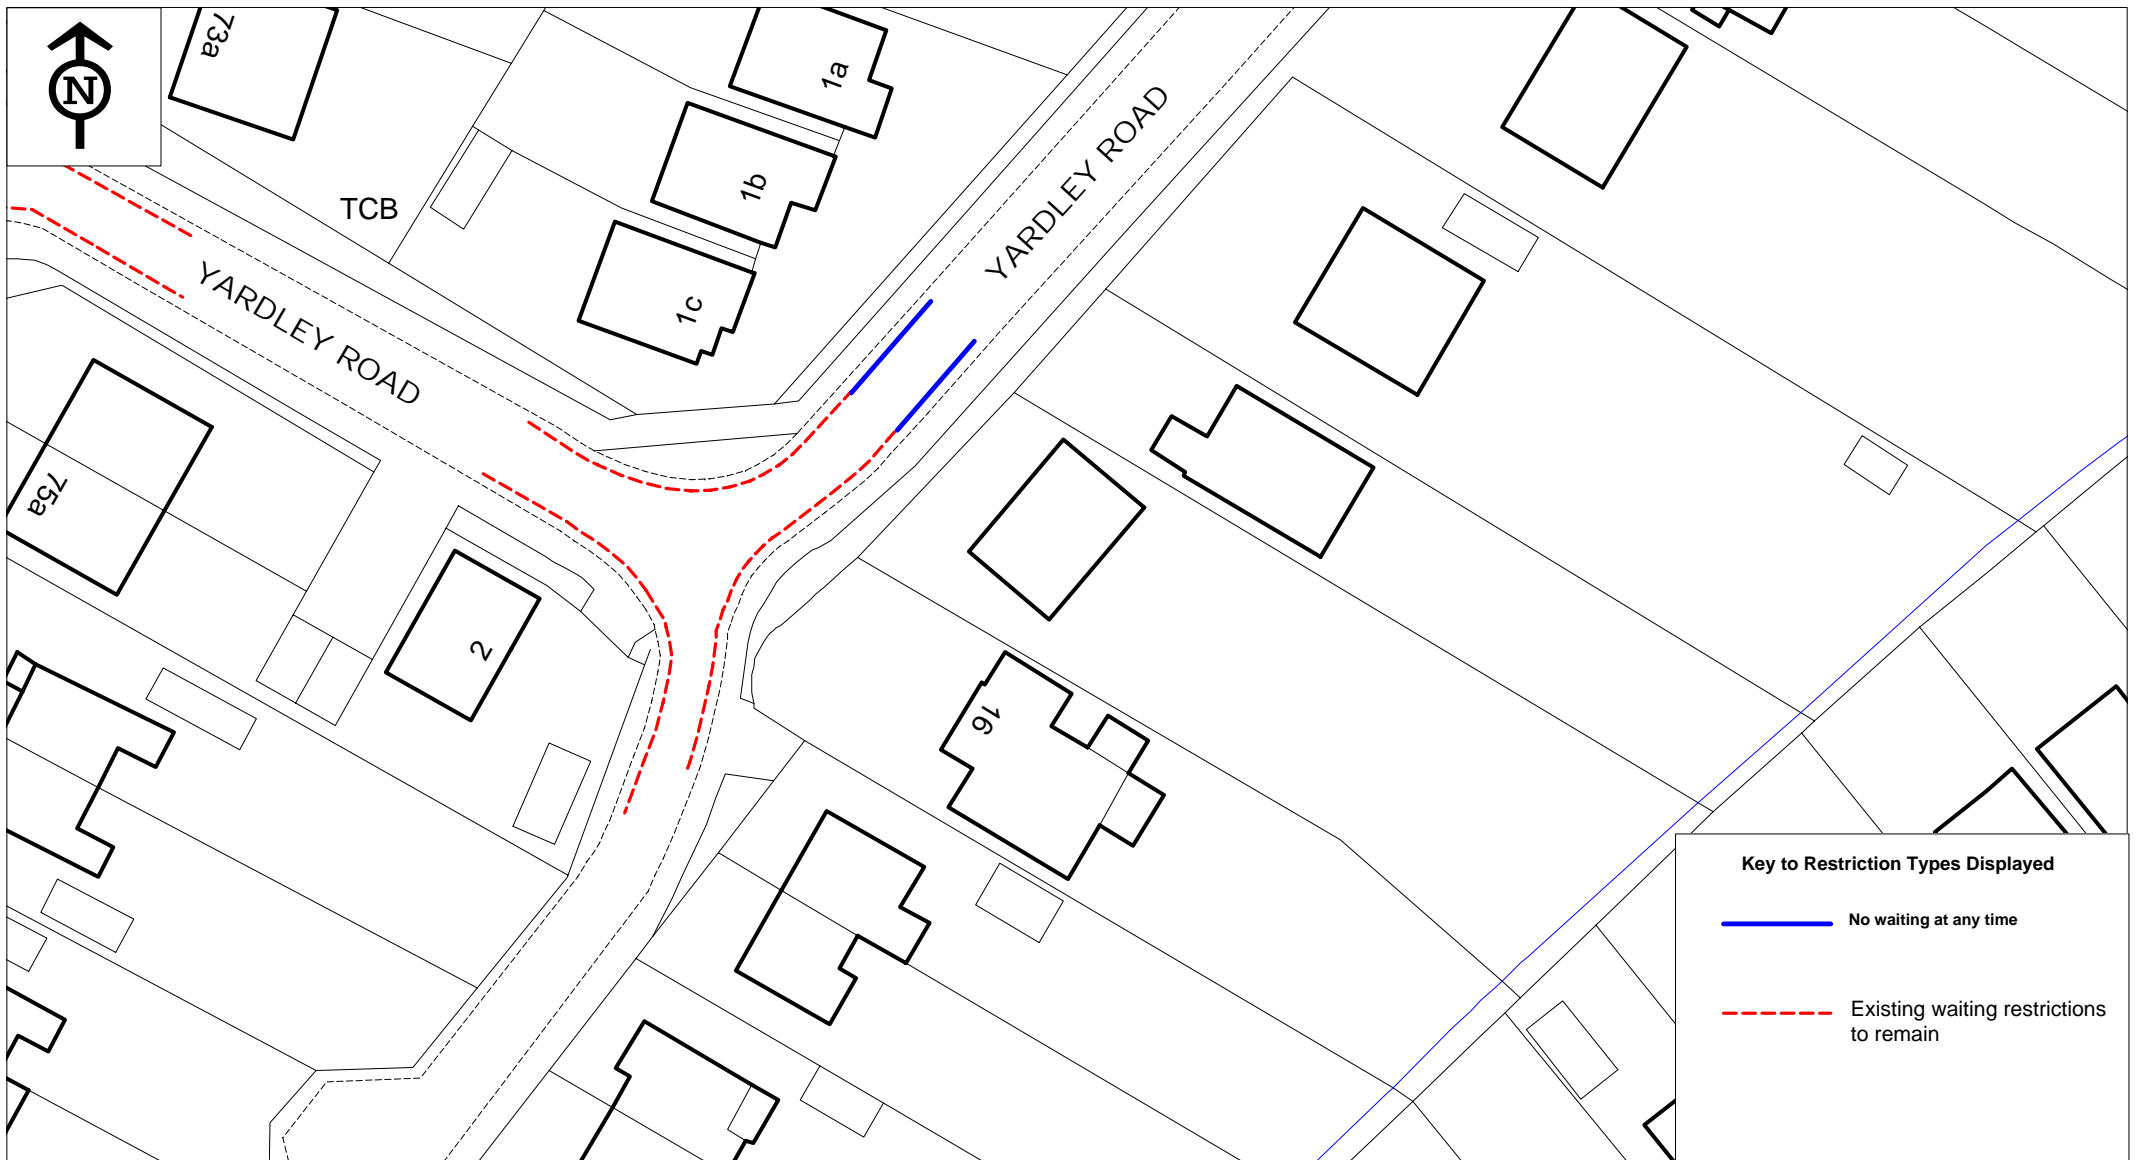 73a
N
1a
YARDLEY ROAD
1b
TCB
YARDLEY ROAD
1c
75a
2
16
Key to Restriction Types Displayed
No waiting at any time
Existing waiting restrictions
to remain